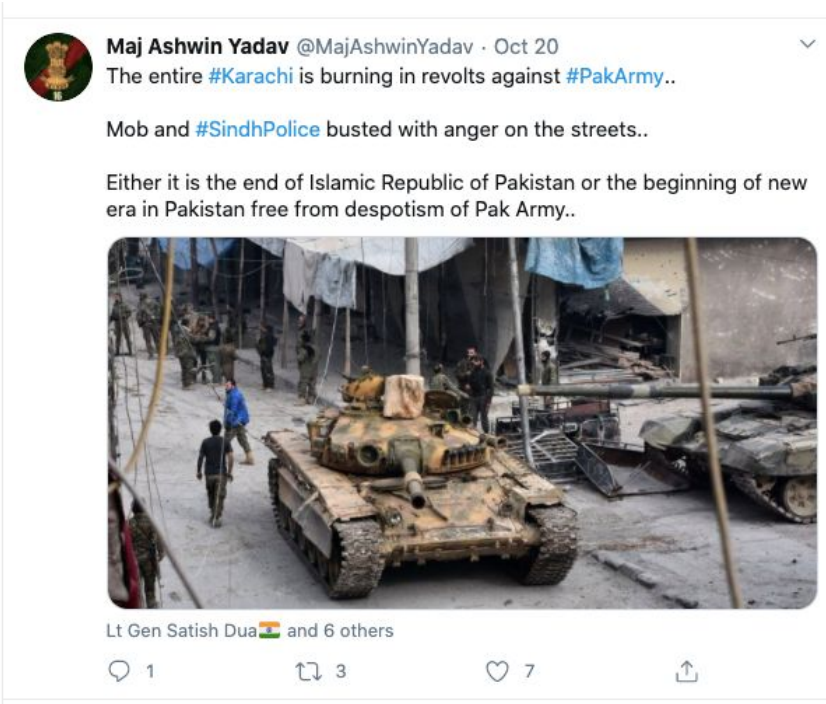 Maj Ashwin Yadav @MajAshwinYadav · Oct 20
The entire #Karachi is burning in revolts against #PakArmy..
Mob and #SindhPolice busted with anger on the streets..
Either it is the end of Islamic Republic of Pakistan or the beginning of new
era in Pakistan free from despotism of Pak Army..
Lt Gen Satish Dua🇮🇳 and 6 others
1 3 7
16